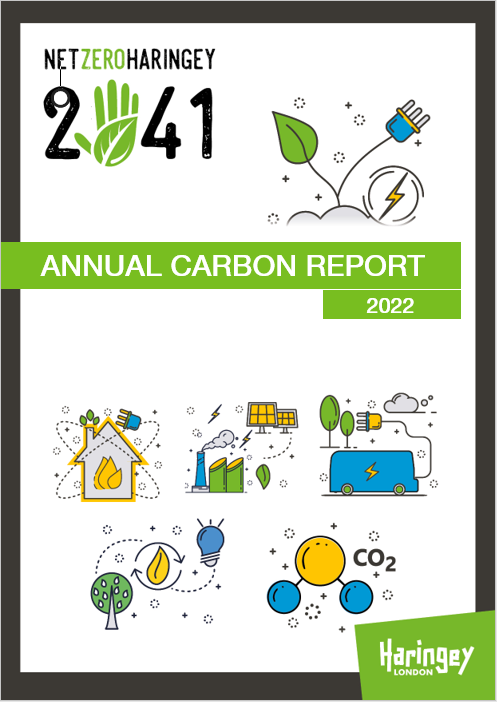 NETZEROHARINGEY
2041
ANNUAL CARBON REPORT
2022
CO2
Haringey
LONDON